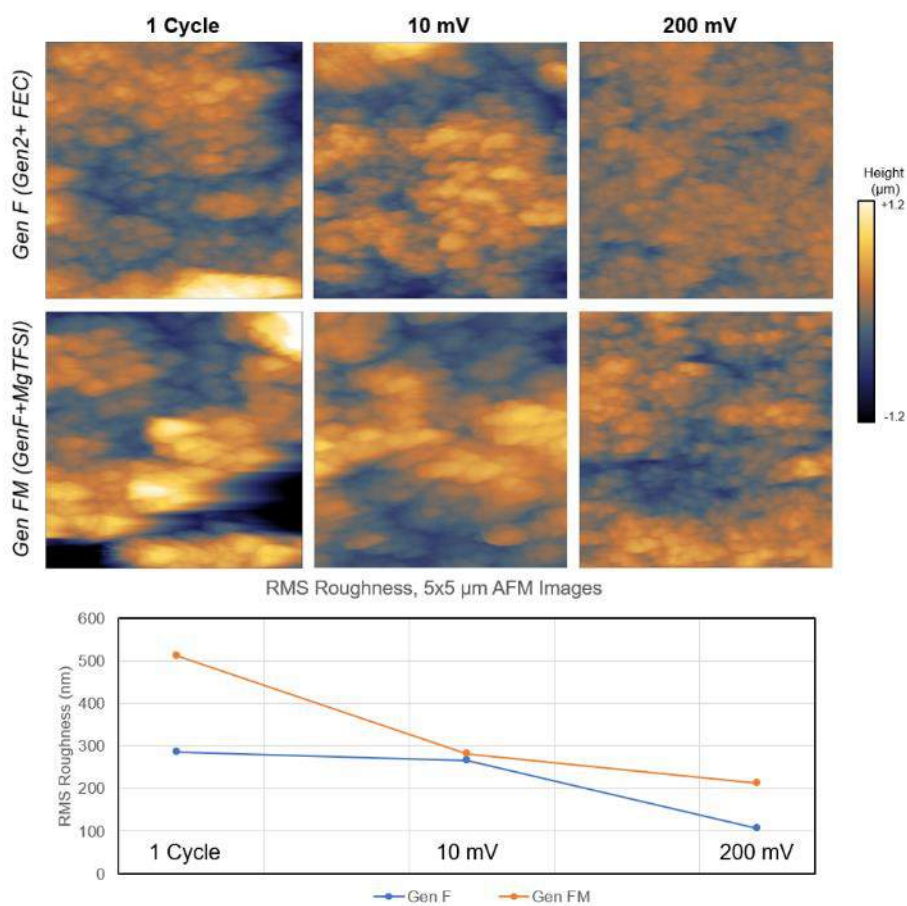 1 Cycle
10 mV
200 mV
Gen F (Gen2+ FEC)
Height
(µm)
+1.2
-1.2
Gen FM (GenF+MgTFSI)
RMS Roughness, 5x5 µm AFM Images
RMS Roughness (nm)
600
500
400
300
200
100
0
1 Cycle
10 mV
200 mV
Gen F
Gen FM